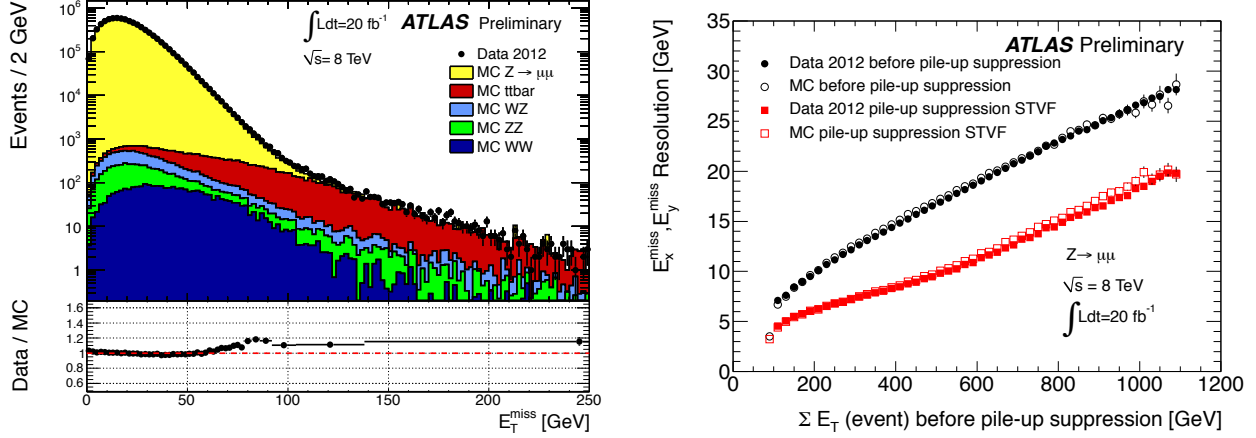 Events / 2 GeV
10⁶
10⁵
10⁴
10³
10²
10
1
∫Ldt=20 fb⁻¹
√s = 8 TeV
ATLAS Preliminary
Data 2012
MC Z → μμ
MC ttbar
MC WZ
MC ZZ
MC WW
Data / MC
1.6
1.4
1.2
1
0.8
0.6
0 50 100 150 200 250
E_T^miss [GeV]
E_x^miss, E_y^miss Resolution [GeV]
35
30
25
20
15
10
5
0
ATLAS Preliminary
Data 2012 before pile-up suppression
MC before pile-up suppression
Data 2012 pile-up suppression STVF
MC pile-up suppression STVF
Z→ μμ
√s = 8 TeV
∫Ldt=20 fb⁻¹
0 200 400 600 800 1000 1200
Σ E_T (event) before pile-up suppression [GeV]